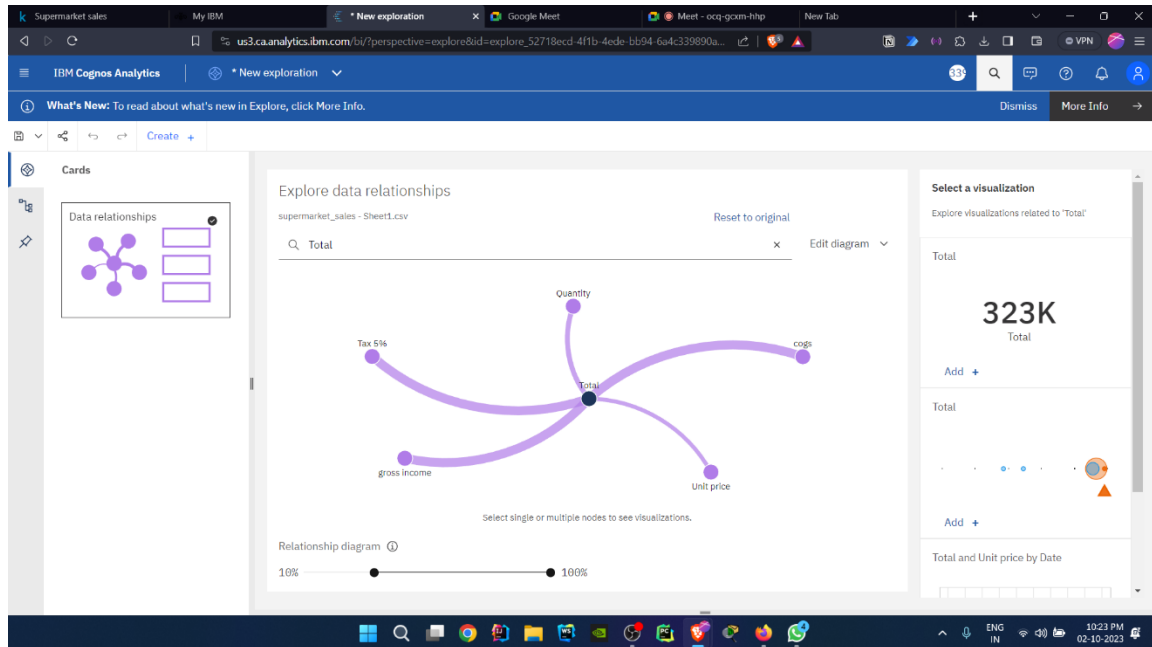 Supermarket sales
My IBM
* New exploration
Google Meet
Meet - ocq-gcxm-hhp
New Tab
us3.ca.analytics.ibm.com/bi/?perspective=explore&id=explore_52718ecd-4f1b-4ede-bb94-6a4c339890a...
VPN
IBM Cognos Analytics
* New exploration
What's New: To read about what's new in Explore, click More Info.
Dismiss
More Info
Create +
Cards
Data relationships
Explore data relationships
supermarket_sales - Sheet1.csv
Reset to original
Total
Edit diagram
Quantity
Tax 5%
cogs
Total
gross income
Unit price
Select single or multiple nodes to see visualizations.
Relationship diagram
10%
100%
Select a visualization
Explore visualizations related to 'Total'
Total
323K
Total
Add +
Total
Add +
Total and Unit price by Date
ENG
IN
10:23 PM
02-10-2023